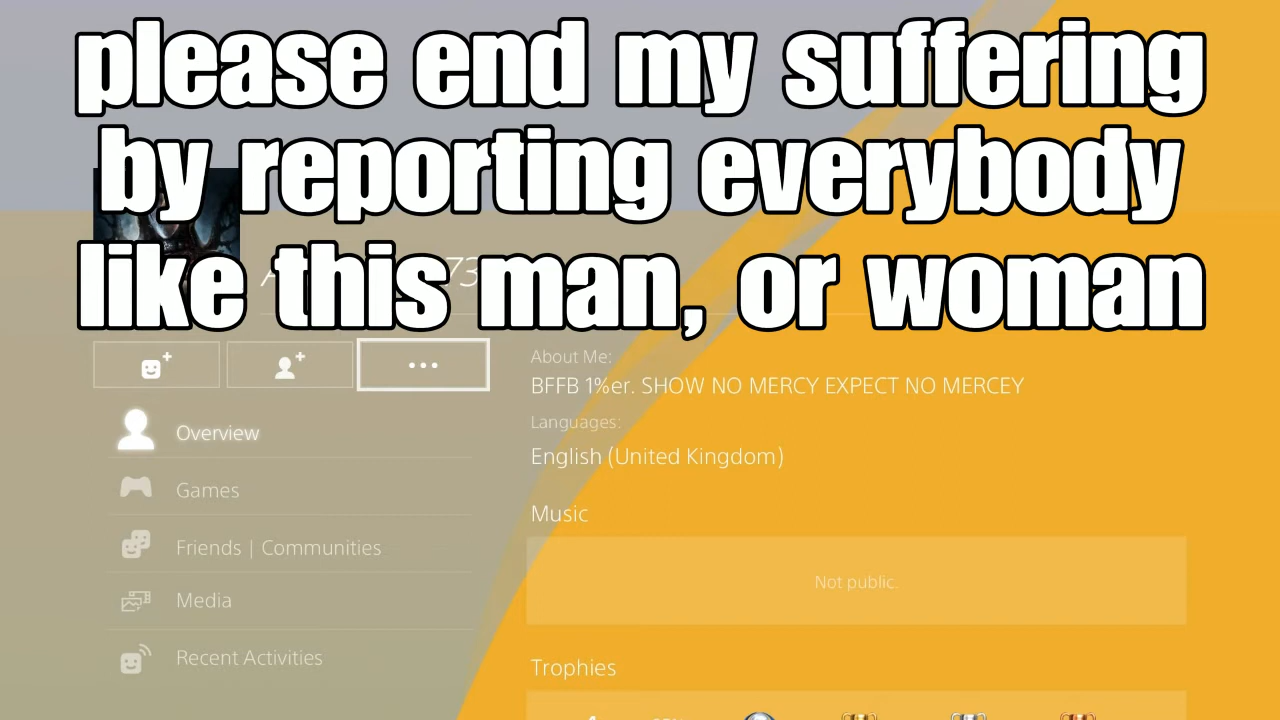 please end my suffering
by reporting everybody
like this man, or woman
About Me:
BFFB 1%er. SHOW NO MERCY EXPECT NO MERCEY
Languages:
English (United Kingdom)
Overview
Games
Friends | Communities
Media
Recent Activities
Music
Not public.
Trophies